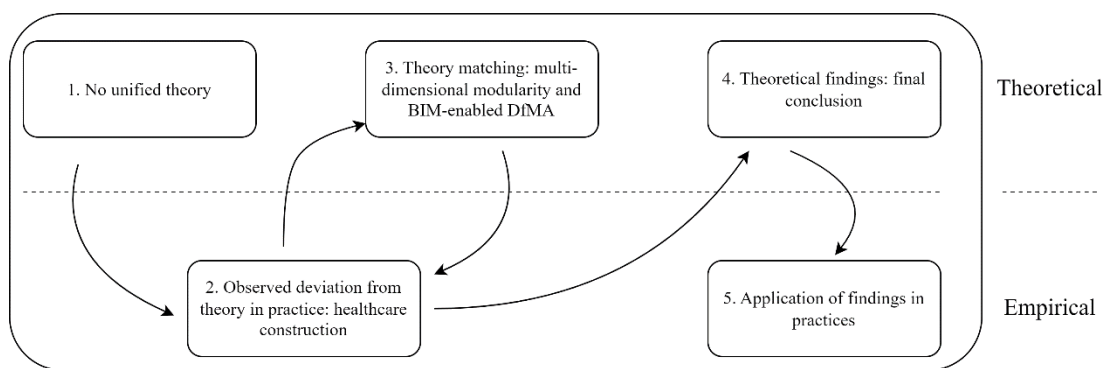 1. No unified theory
3. Theory matching: multi-
dimensional modularity and
BIM-enabled DfMA
4. Theoretical findings: final
conclusion
Theoretical
2. Observed deviation from
theory in practice: healthcare
construction
5. Application of findings in
practices
Empirical